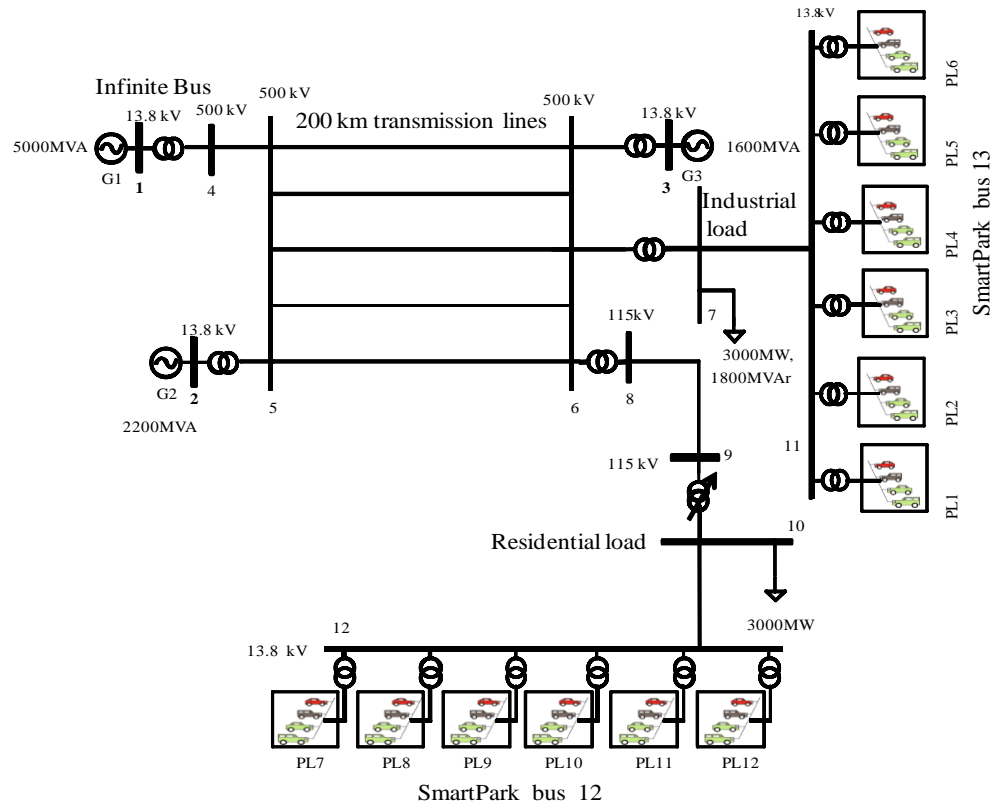 13.8kV
Infinite Bus
13.8 kV
500 kV
500 kV
500 kV
200 km transmission lines
13.8kV
5000MVA
G1
1
4
3
G3
1600MVA
Industrial
load
7
3000MW,
1800MVAr
13.8 kV
G2
2
2200MVA
5
6
115kV
8
115 kV
9
10
11
Residential load
3000MW
PL6
PL5
PL4
PL3
PL2
PL1
SmartPark bus 13
12
13.8 kV
PL7
PL8
PL9
PL10
PL11
PL12
SmartPark bus 12